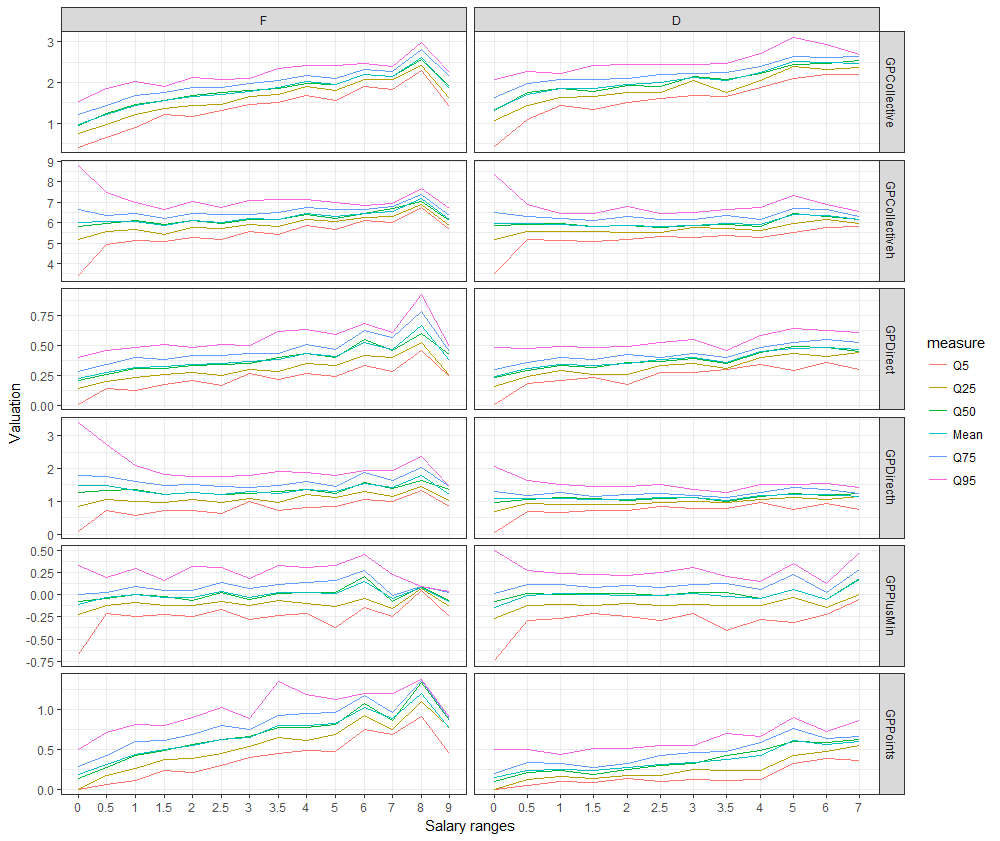 F
D
3
2
1
GPCollective
9
8
7
6
5
4
GPCollectiveh
0.75
0.50
0.25
0.00
GPDirect
3
2
1
0
GPDirecth
0.50
0.25
0.00
-0.25
-0.50
-0.75
GPPlusMin
1.0
0.5
0.0
GPPoints
0 0.5 1 1.5 2 2.5 3 3.5 4 5 6 7 8 9
0 0.5 1 1.5 2 2.5 3 3.5 4 5 6 7
Salary ranges
Valuation
measure
Q5
Q25
Q50
Mean
Q75
Q95